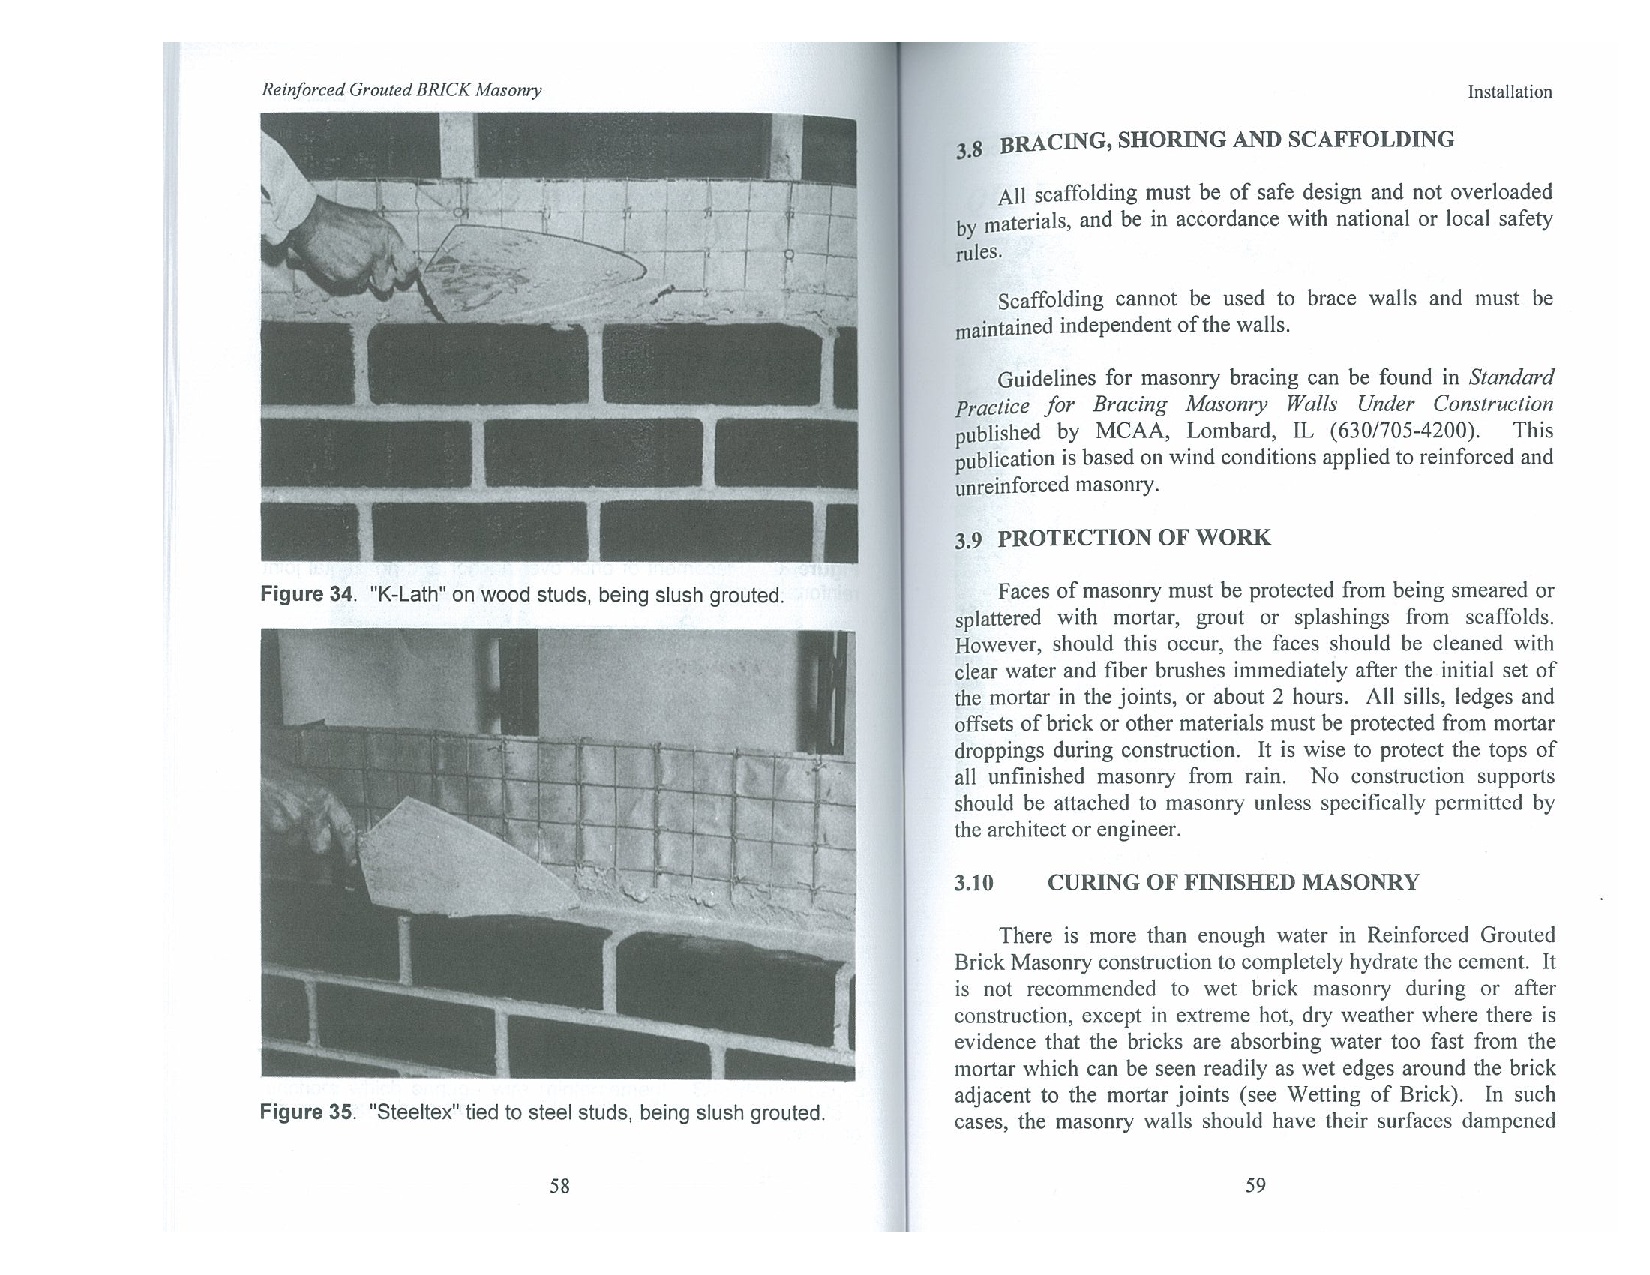 Reinforced Grouted BRICK Masonry
Figure 34. "K-Lath" on wood studs, being slush grouted.
Figure 35. "Steeltex" tied to steel studs, being slush grouted.
58
Installation
3.8 BRACING, SHORING AND SCAFFOLDING
All scaffolding must be of safe design and not overloaded
by materials, and be in accordance with national or local safety
rules.
Scaffolding cannot be used to brace walls and must be
maintained independent of the walls.
Guidelines for masonry bracing can be found in Standard
Practice for Bracing Masonry Walls Under Construction
published by MCAA, Lombard, IL (630/705-4200). This
publication is based on wind conditions applied to reinforced and
unreinforced masonry.
3.9 PROTECTION OF WORK
Faces of masonry must be protected from being smeared or
splattered with mortar, grout or splashings from scaffolds.
However, should this occur, the faces should be cleaned with
clear water and fiber brushes immediately after the initial set of
the mortar in the joints, or about 2 hours. All sills, ledges and
offsets of brick or other materials must be protected from mortar
droppings during construction. It is wise to protect the tops of
all unfinished masonry from rain. No construction supports
should be attached to masonry unless specifically permitted by
the architect or engineer.
3.10 CURING OF FINISHED MASONRY
There is more than enough water in Reinforced Grouted
Brick Masonry construction to completely hydrate the cement. It
is not recommended to wet brick masonry during or after
construction, except in extreme hot, dry weather where there is
evidence that the bricks are absorbing water too fast from the
mortar which can be seen readily as wet edges around the brick
adjacent to the mortar joints (see Wetting of Brick). In such
cases, the masonry walls should have their surfaces dampened
59